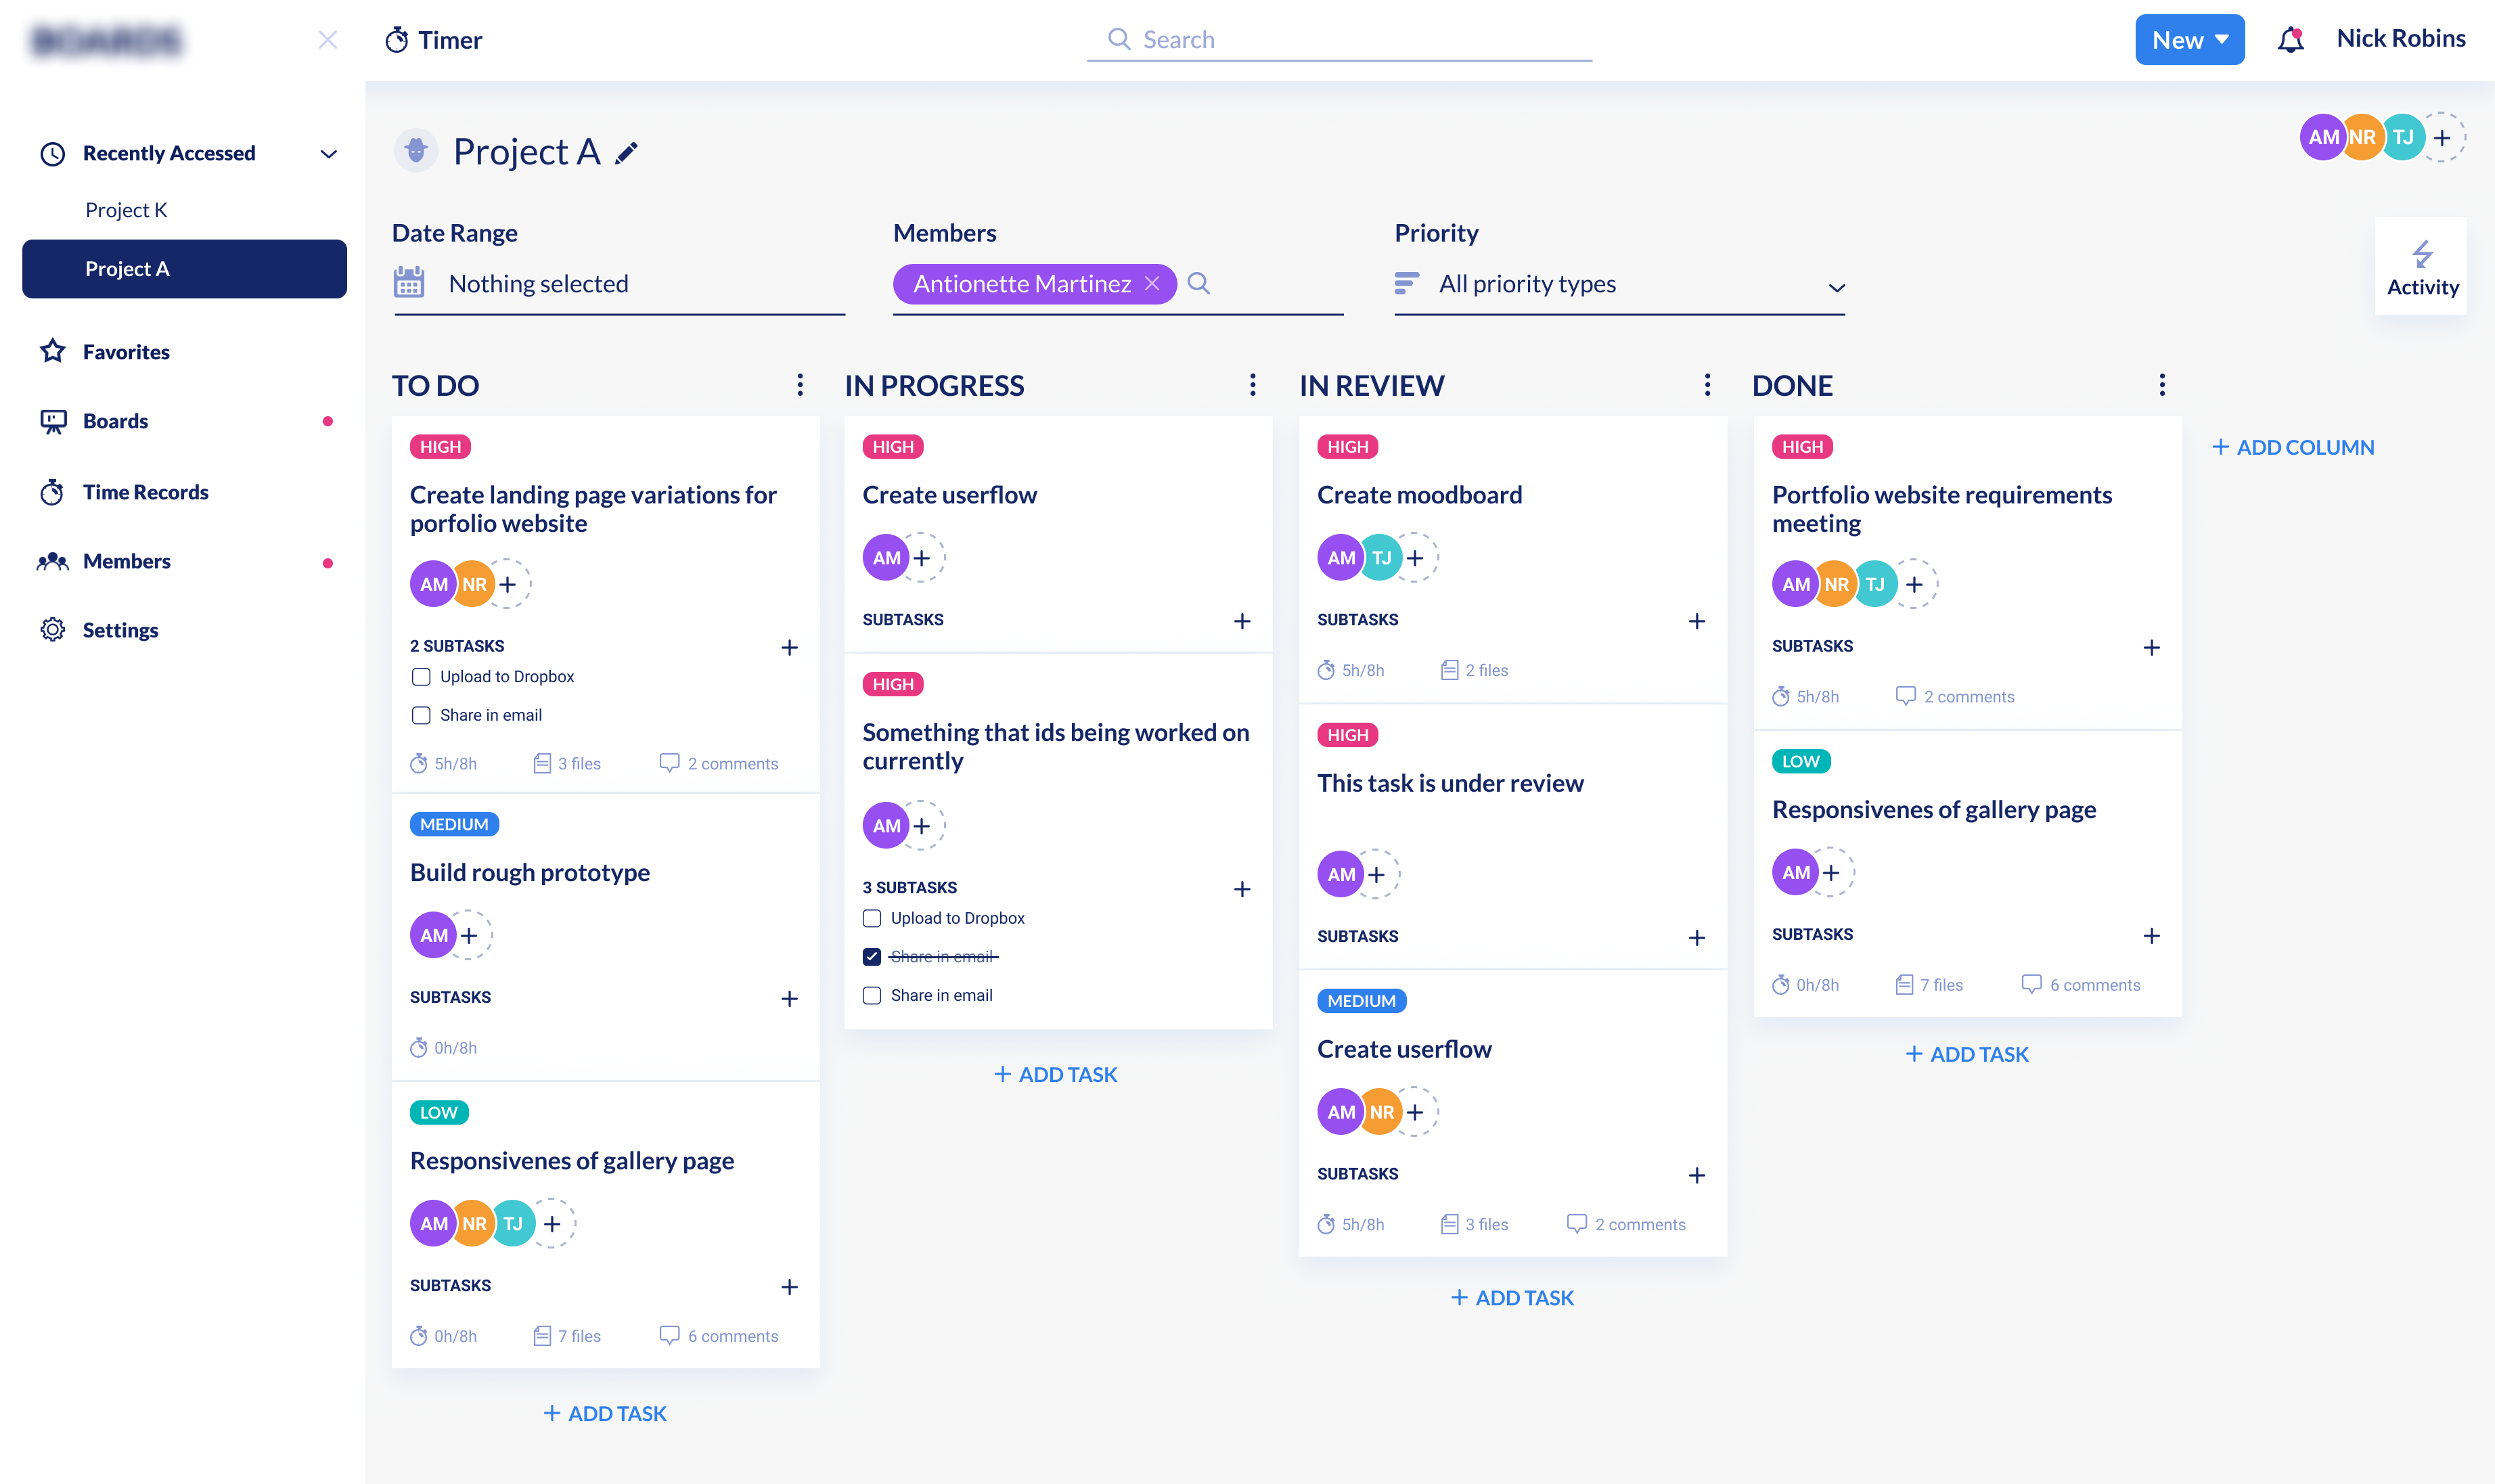 BOARDS
Timer
Search
New
Nick Robins
Recently Accessed
Project K
Project A
Favorites
Boards
Time Records
Members
Settings
Project A
AM NR TJ +
Date Range
Nothing selected
Members
Antionette Martinez
Priority
All priority types
Activity
TO DO
HIGH
Create landing page variations for
porfolio website
AM NR +
2 SUBTASKS +
Upload to Dropbox
Share in email
5h/8h 3 files 2 comments
MEDIUM
Build rough prototype
AM +
SUBTASKS +
0h/8h
LOW
Responsivenes of gallery page
AM NR TJ +
SUBTASKS +
0h/8h 7 files 6 comments
+ ADD TASK
IN PROGRESS
HIGH
Create userflow
AM +
SUBTASKS +
HIGH
Something that ids being worked on
currently
AM +
3 SUBTASKS +
Upload to Dropbox
Share in email
Share in email
+ ADD TASK
IN REVIEW
HIGH
Create moodboard
AM TJ +
SUBTASKS +
5h/8h 2 files
HIGH
This task is under review
AM +
SUBTASKS +
MEDIUM
Create userflow
AM NR +
SUBTASKS +
5h/8h 3 files 2 comments
+ ADD TASK
DONE
HIGH
Portfolio website requirements
meeting
AM NR TJ +
SUBTASKS +
5h/8h 2 comments
LOW
Responsivenes of gallery page
AM +
SUBTASKS +
0h/8h 7 files 6 comments
+ ADD TASK
+ ADD COLUMN